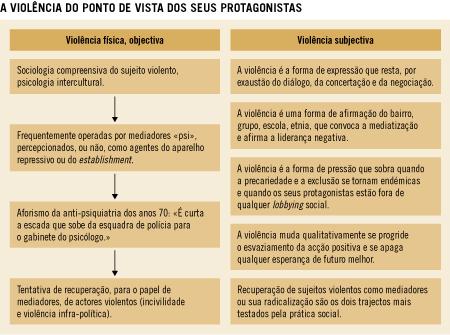 A VIOLÊNCIA DO PONTO DE VISTA DOS SEUS PROTAGONISTAS
Violência física, objectiva
Sociologia compreensiva do sujeito violento,
psicologia intercultural.
Frequentemente operadas por mediadores «psi»,
percepcionados, ou não, como agentes do aparelho
repressivo ou do establishment.
Aforismo da anti-psiquiatria dos anos 70: «É curta
a escada que sobe da esquadra de polícia para
o gabinete do psicólogo.»
Tentativa de recuperação, para o papel de
mediadores, de actores violentos (incivilidade
e violência infra-política).
Violência subjectiva
A violência é a forma de expressão que resta, por
exaustão do diálogo, da concertação e da negociação.
A violência é uma forma de afirmação do bairro,
grupo, escola, etnia, que convoca a mediatização
e afirma a liderança negativa.
A violência é a forma de pressão que sobra quando
a precariedade e a exclusão se tornam endémicas
e quando os seus protagonistas estão fora de
qualquer lobbying social.
A violência muda qualitativamente se progride
o esvaziamento da acção positiva e se apaga
qualquer esperança de futuro melhor.
Recuperação de sujeitos violentos como mediadores
ou sua radicalização são os dois trajectos mais
testados pela prática social.